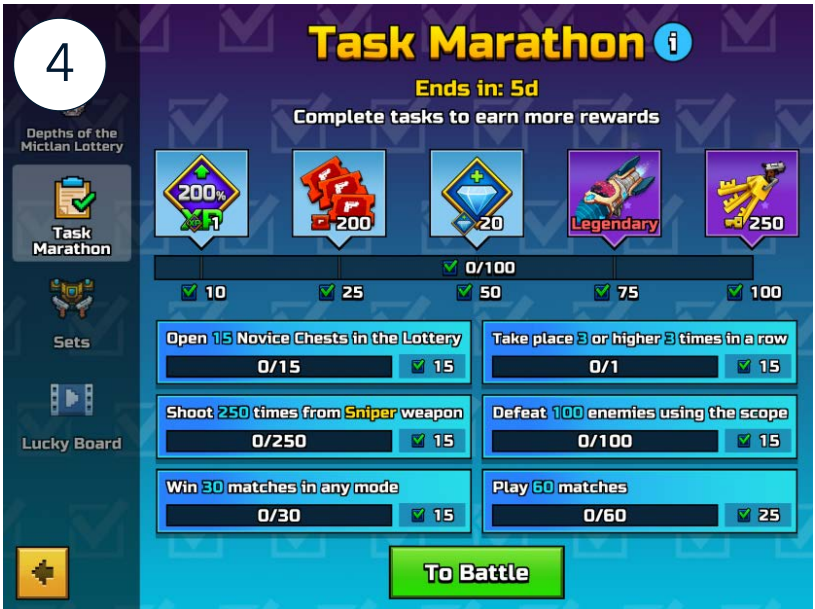 4
Task Marathon i
Ends in: 5d
Complete tasks to earn more rewards
Depths of the
Mictlan Lottery
Task
Marathon
Sets
Lucky Board
200%
XP 1
200
20
Legendary
250
0/100
10
25
50
75
100
Open 15 Novice Chests in the Lottery
0/15
15
Take place 3 or higher 3 times in a row
0/1
15
Shoot 250 times from Sniper weapon
0/250
15
Defeat 100 enemies using the scope
0/100
15
Win 30 matches in any mode
0/30
15
Play 60 matches
0/60
25
To Battle